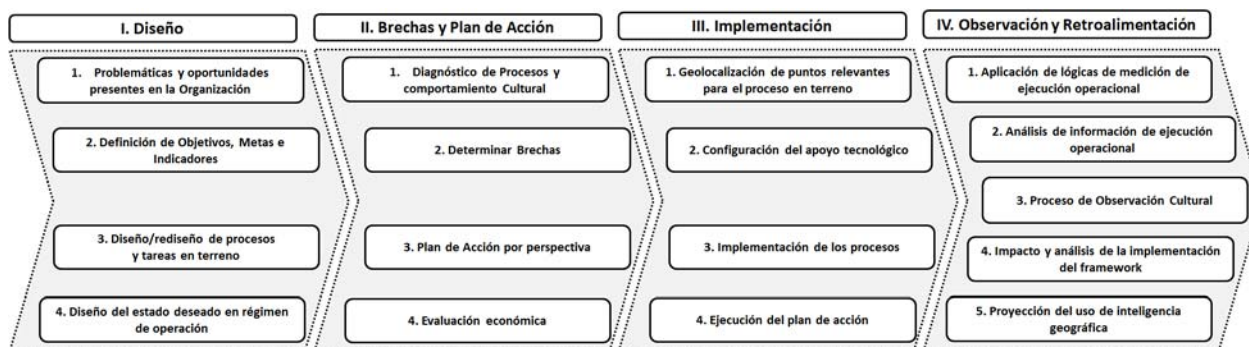 I. Diseño
1. Problemáticas y oportunidades
presentes en la Organización
2. Definición de Objetivos, Metas e
Indicadores
3. Diseño/rediseño de procesos
y tareas en terreno
4. Diseño del estado deseado en régimen
de operación
II. Brechas y Plan de Acción
1. Diagnóstico de Procesos y
comportamiento Cultural
2. Determinar Brechas
3. Plan de Acción por perspectiva
4. Evaluación económica
III. Implementación
1. Geolocalización de puntos relevantes
para el proceso en terreno
2. Configuración del apoyo tecnológico
3. Implementación de los procesos
4. Ejecución del plan de acción
IV. Observación y Retroalimentación
1. Aplicación de lógicas de medición de
ejecución operacional
2. Análisis de información de ejecución
operacional
3. Proceso de Observación Cultural
4. Impacto y análisis de la implementación
del framework
5. Proyección del uso de inteligencia
geográfica